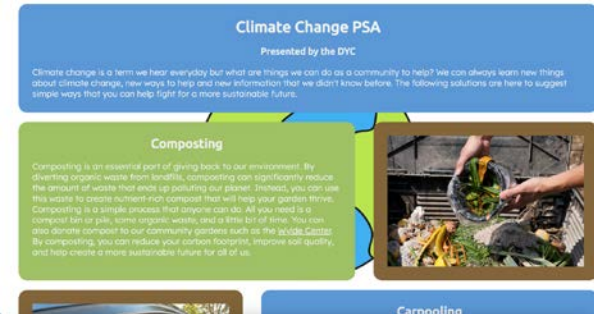 Climate Change PSA
Presented by the DYC
Climate change is a term we hear everyday but what are things we can do as a community to help? We can always learn new things
about climate change, new ways to help and new information that we didn't know before. The following solutions are here to suggest
simple ways that you can help fight for a more sustainable future.
Composting
Composting is an essential part of giving back to our environment. By
diverting organic waste from landfills, composting can significantly reduce
the amount of waste that ends up polluting our planet. Instead, you can use
this waste to create nutrient-rich compost that will help your garden thrive.
Composting is a simple process that anyone can do. All you need is a
compost bin or pile, some organic waste, and a little bit of time. You can
also donate compost to our community gardens such as the Wylde Center.
By composting, you can reduce your carbon footprint, improve soil quality,
and help create a more sustainable future for all of us.
Carpooling